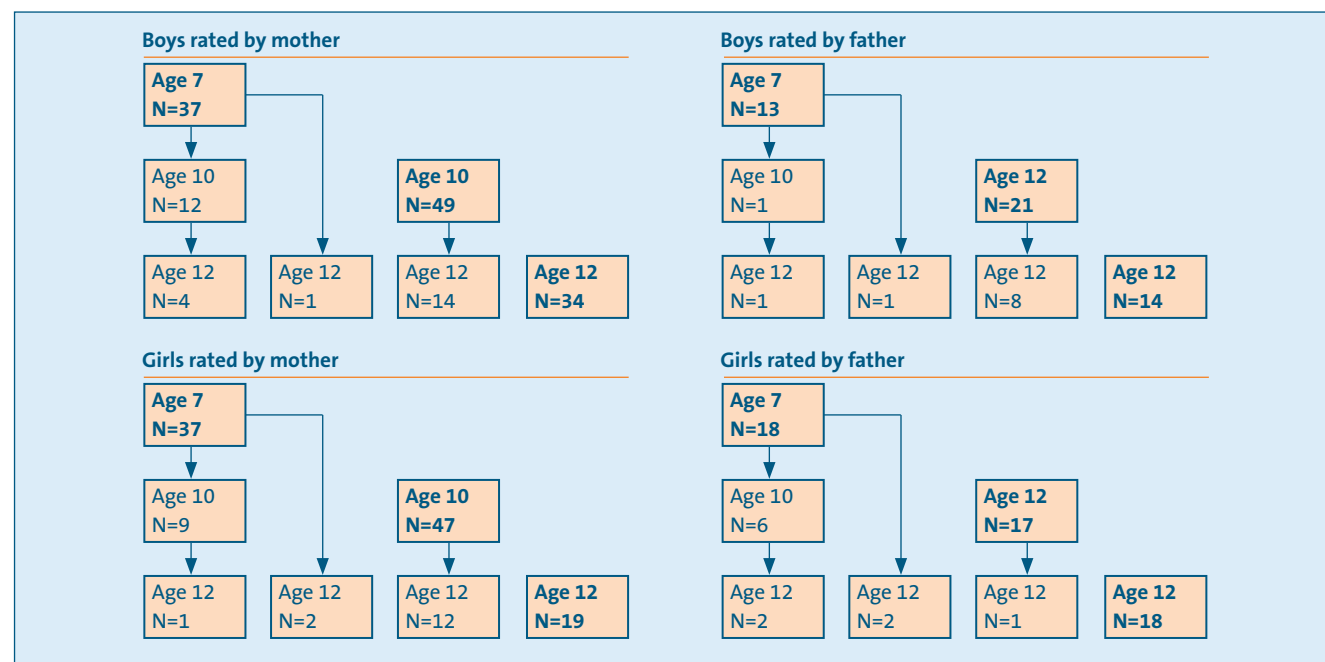 Boys rated by mother
Age 7
N=37
Age 10
N=12
Age 10
N=49
Age 12
N=4
Age 12
N=1
Age 12
N=14
Age 12
N=34
Boys rated by father
Age 7
N=13
Age 10
N=1
Age 12
N=21
Age 12
N=1
Age 12
N=1
Age 12
N=8
Age 12
N=14
Girls rated by mother
Age 7
N=37
Age 10
N=9
Age 10
N=47
Age 12
N=1
Age 12
N=2
Age 12
N=12
Age 12
N=19
Girls rated by father
Age 7
N=18
Age 10
N=6
Age 12
N=17
Age 12
N=2
Age 12
N=2
Age 12
N=1
Age 12
N=18